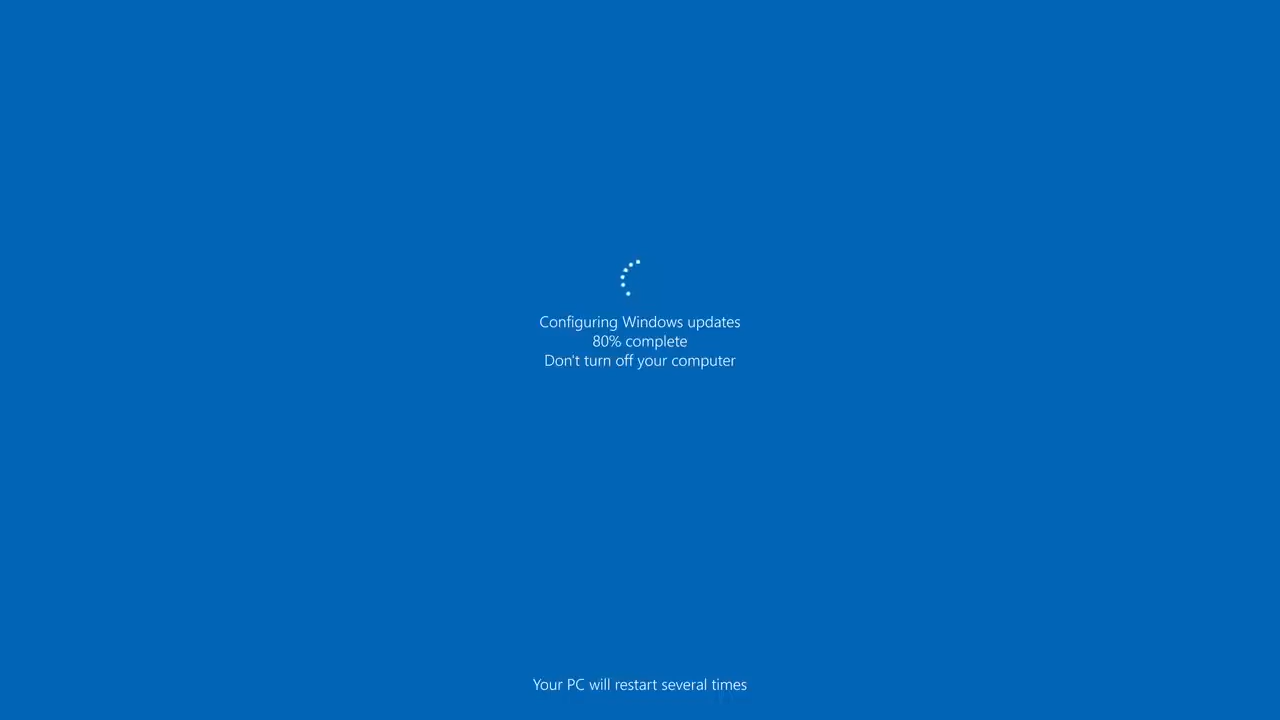 Configuring Windows updates
80% complete
Don't turn off your computer
Your PC will restart several times